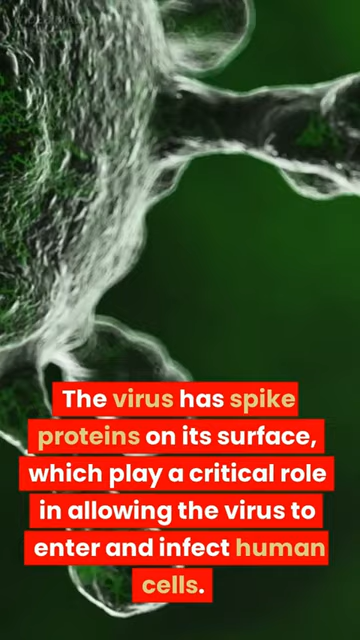 The virus has spike
proteins on its surface,
which play a critical role
in allowing the virus to
enter and infect human
cells.